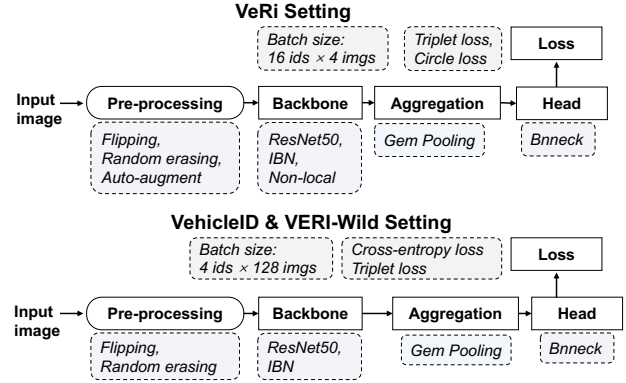 VeRi Setting
Batch size:
16 ids × 4 imgs
Triplet loss,
Circle loss
Loss
Input
image
Pre-processing
Backbone
Aggregation
Head
Flipping,
Random erasing,
Auto-augment
ResNet50,
IBN,
Non-local
Gem Pooling
Bnneck
VehicleID & VERI-Wild Setting
Batch size:
4 ids × 128 imgs
Cross-entropy loss
Triplet loss
Loss
Input
image
Pre-processing
Backbone
Aggregation
Head
Flipping,
Random erasing
ResNet50,
IBN
Gem Pooling
Bnneck